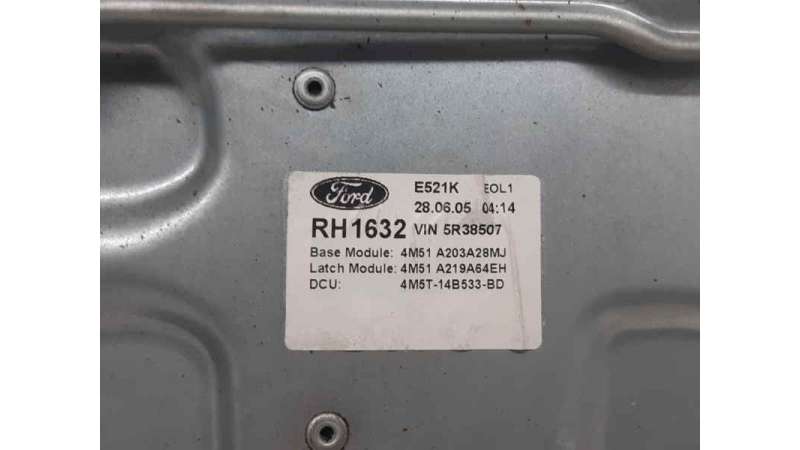 Ford E521K EOL1
28.06.05 04:14
RH1632 VIN 5R38507
Base Module: 4M51 A203A28MJ
Latch Module: 4M51 A219A64EH
DCU: 4M5T-14B533-BD